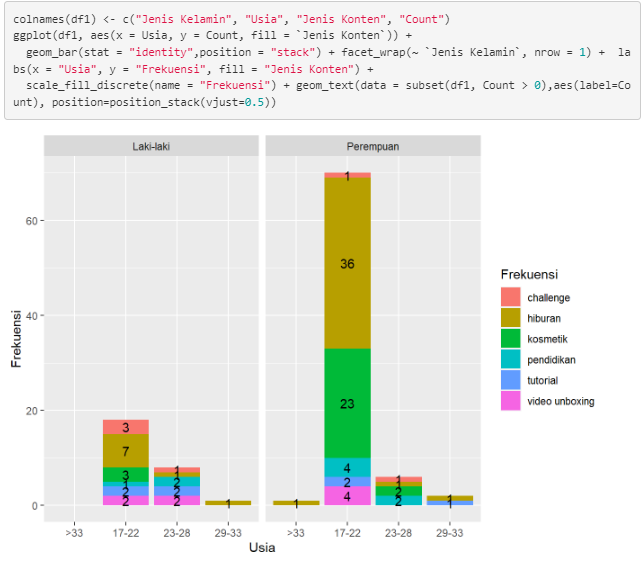 colnames(df1) <- c("Jenis Kelamin", "Usia", "Jenis Konten", "Count")
ggplot(df1, aes(x = Usia, y = Count, fill = `Jenis Konten`)) +
  geom_bar(stat = "identity",position = "stack") + facet_wrap(~ `Jenis Kelamin`, nrow = 1) +  la
bs(x = "Usia", y = "Frekuensi", fill = "Jenis Konten") +
  scale_fill_discrete(name = "Frekuensi") + geom_text(data = subset(df1, Count > 0),aes(label=Co
unt), position=position_stack(vjust=0.5))
Laki-laki
Perempuan
Frekuensi
60
40
20
0
3
7
3
1
2
2
1
1
2
2
2
1
1
1
36
23
4
2
4
1
1
2
2
1
1
>33
17-22
23-28
29-33
>33
17-22
23-28
29-33
Usia
Frekuensi
challenge
hiburan
kosmetik
pendidikan
tutorial
video unboxing